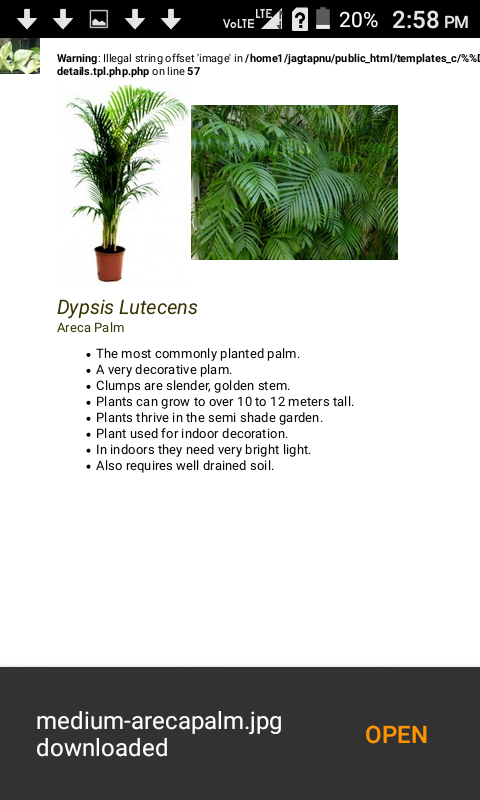 VoLTE LTE ? 20% 2:58 PM
Warning: Illegal string offset 'image' in /home1/jagtapnu/public_html/templates_c/%%
details.tpl.php.php on line 57
Dypsis Lutecens
Areca Palm
• The most commonly planted palm.
• A very decorative plam.
• Clumps are slender, golden stem.
• Plants can grow to over 10 to 12 meters tall.
• Plants thrive in the semi shade garden.
• Plant used for indoor decoration.
• In indoors they need very bright light.
• Also requires well drained soil.
medium-arecapalm.jpg
downloaded
OPEN